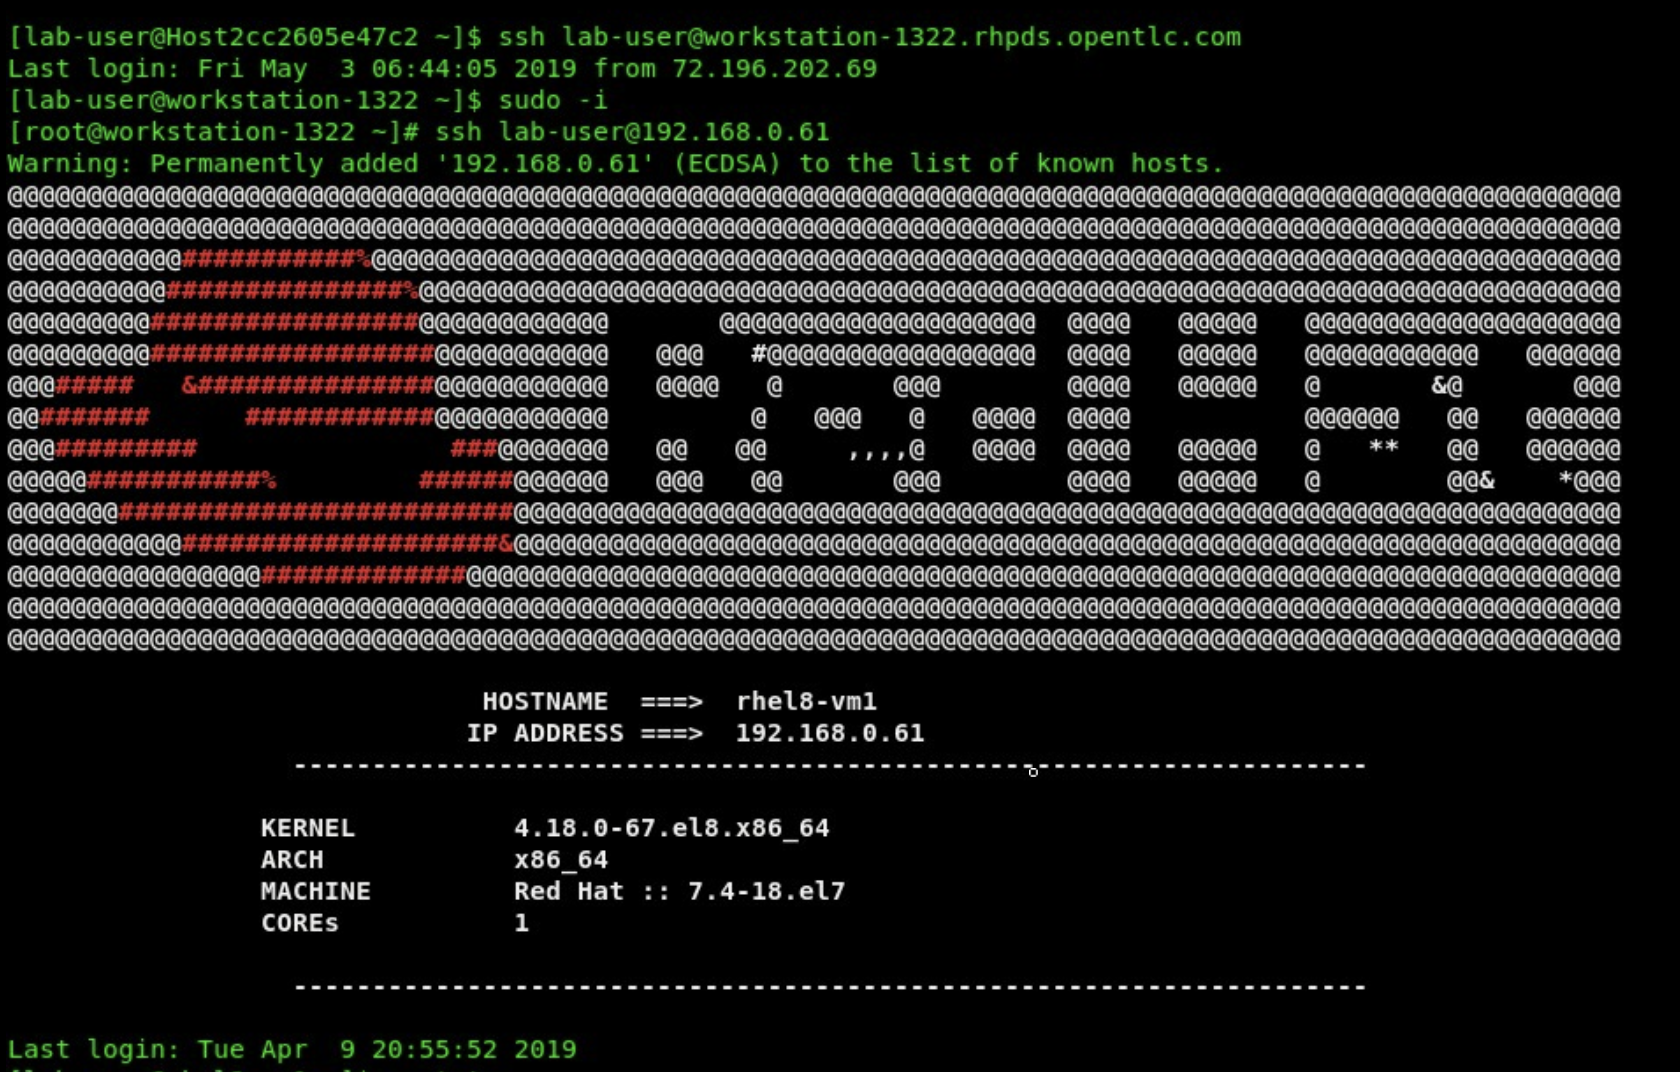 [lab-user@Host2cc2605e47c2 ~]$ ssh lab-user@workstation-1322.rhpds.opentlc.com
Last login: Fri May  3 06:44:05 2019 from 72.196.202.69
[lab-user@workstation-1322 ~]$ sudo -i
[root@workstation-1322 ~]# ssh lab-user@192.168.0.61
Warning: Permanently added '192.168.0.61' (ECDSA) to the list of known hosts.
Red Hat
HOSTNAME  ===>  rhel8-vm1
IP ADDRESS ===>  192.168.0.61
--------------------------------------------------------------------
KERNEL          4.18.0-67.el8.x86_64
ARCH            x86_64
MACHINE         Red Hat :: 7.4-18.el7
COREs           1
--------------------------------------------------------------------
Last login: Tue Apr  9 20:55:52 2019